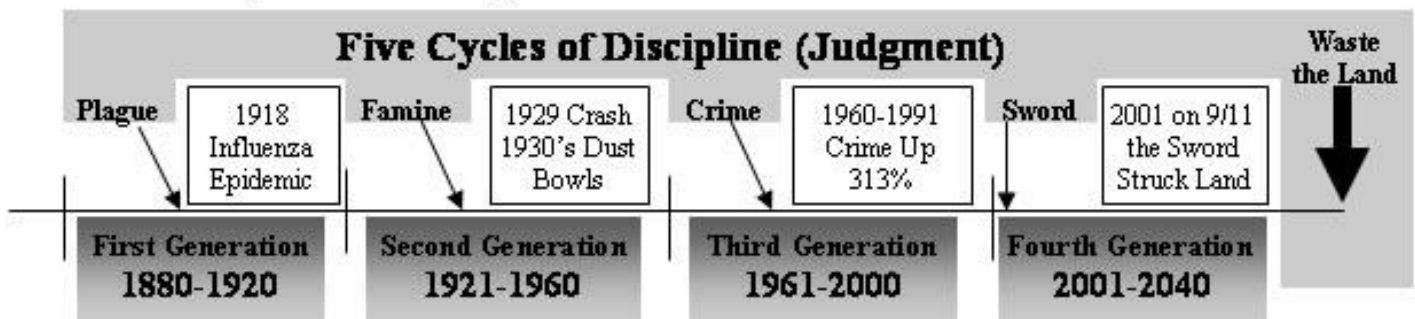 Five Cycles of Discipline (Judgment)
Waste
the Land
Plague
1918
Influenza
Epidemic
Famine
1929 Crash
1930's Dust
Bowls
Crime
1960-1991
Crime Up
313%
Sword
2001 on 9/11
the Sword
Struck Land
First Generation
1880-1920
Second Generation
1921-1960
Third Generation
1961-2000
Fourth Generation
2001-2040